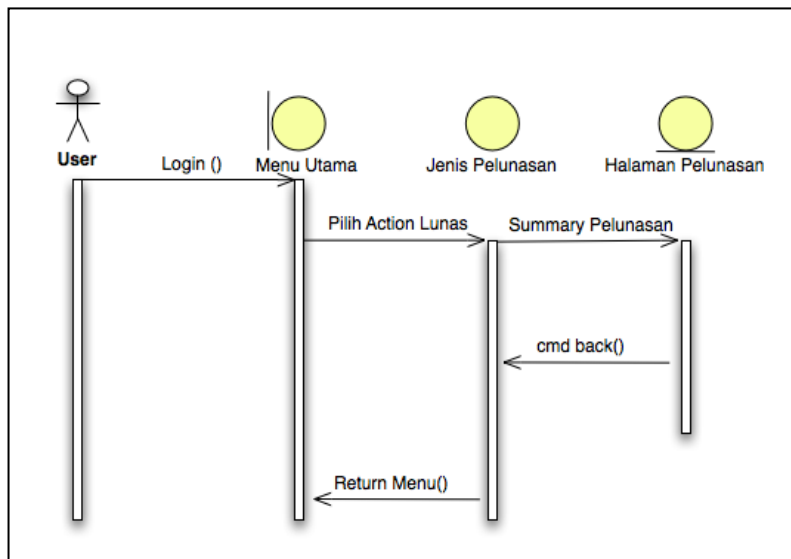 User
Login ()
Menu Utama
Jenis Pelunasan
Halaman Pelunasan
Pilih Action Lunas
Summary Pelunasan
cmd back()
Return Menu()